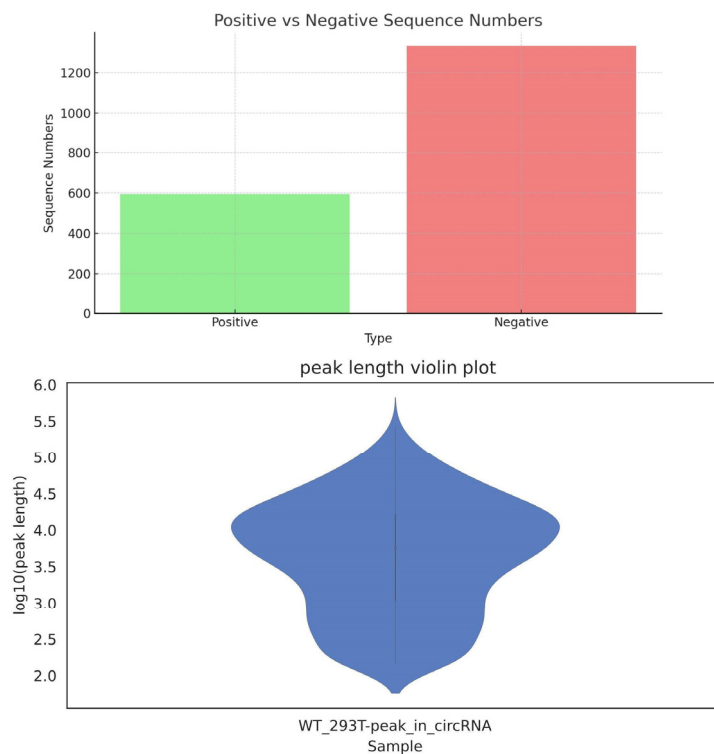 Positive vs Negative Sequence Numbers
1200
1000
800
600
400
200
0
Sequence Numbers
Positive Negative
Type
peak length violin plot
6.0
5.5
5.0
4.5
4.0
3.5
3.0
2.5
2.0
log10(peak length)
WT_293T-peak_in_circRNA
Sample